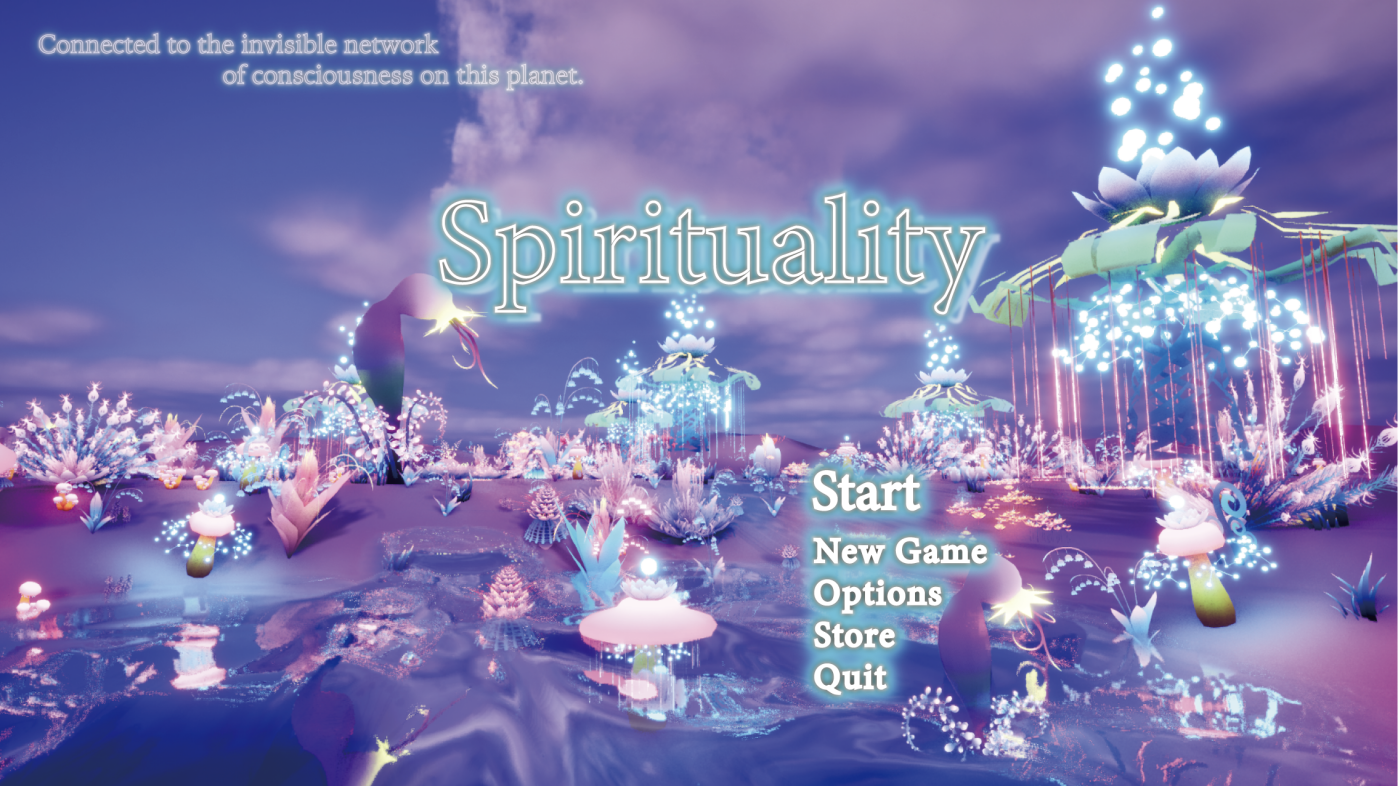 Connected to the invisible network
of consciousness on this planet.
Spirituality
Start
New Game
Options
Store
Quit